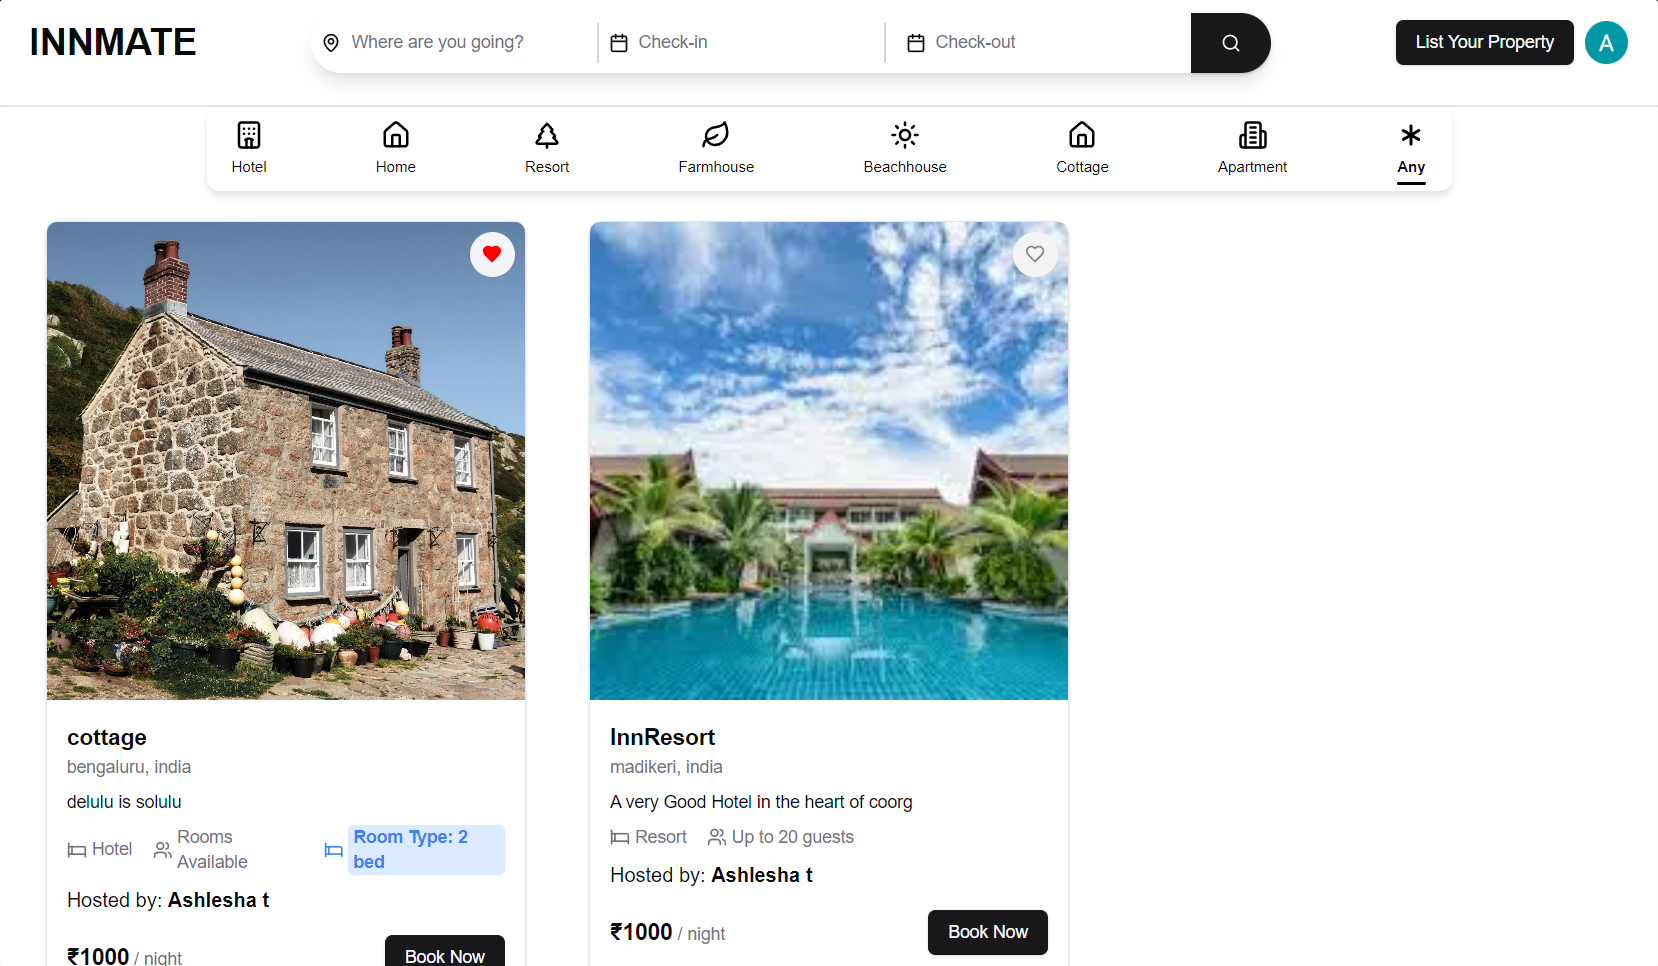 INNMATE
Where are you going?
Check-in
Check-out
List Your Property
A
Hotel
Home
Resort
Farmhouse
Beachhouse
Cottage
Apartment
Any
cottage
bengaluru, india
delulu is solulu
Hotel
Rooms
Available
Room Type: 2
bed
Hosted by: Ashlesha t
₹1000 / night
Book Now
InnResort
madikeri, india
A very Good Hotel in the heart of coorg
Resort
Up to 20 guests
Hosted by: Ashlesha t
₹1000 / night
Book Now